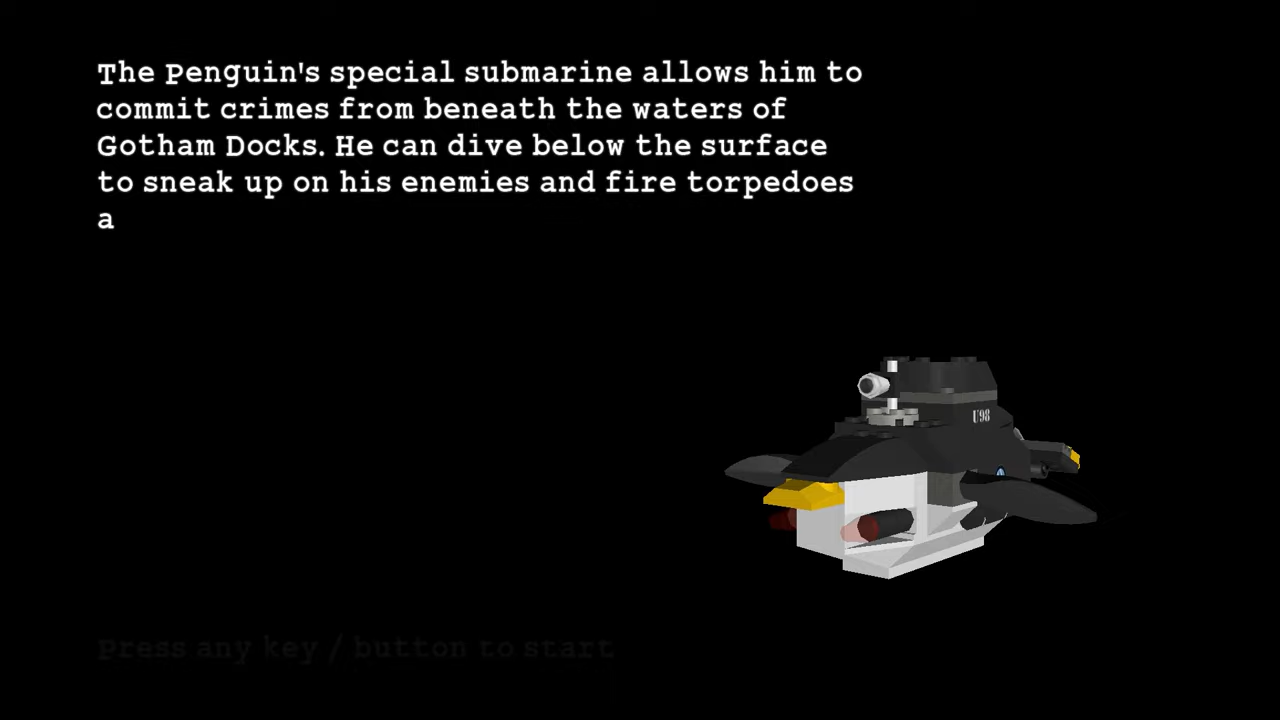 The Penguin's special submarine allows him to
commit crimes from beneath the waters of
Gotham Docks. He can dive below the surface
to sneak up on his enemies and fire torpedoes
a
U98
Press any key / button to start